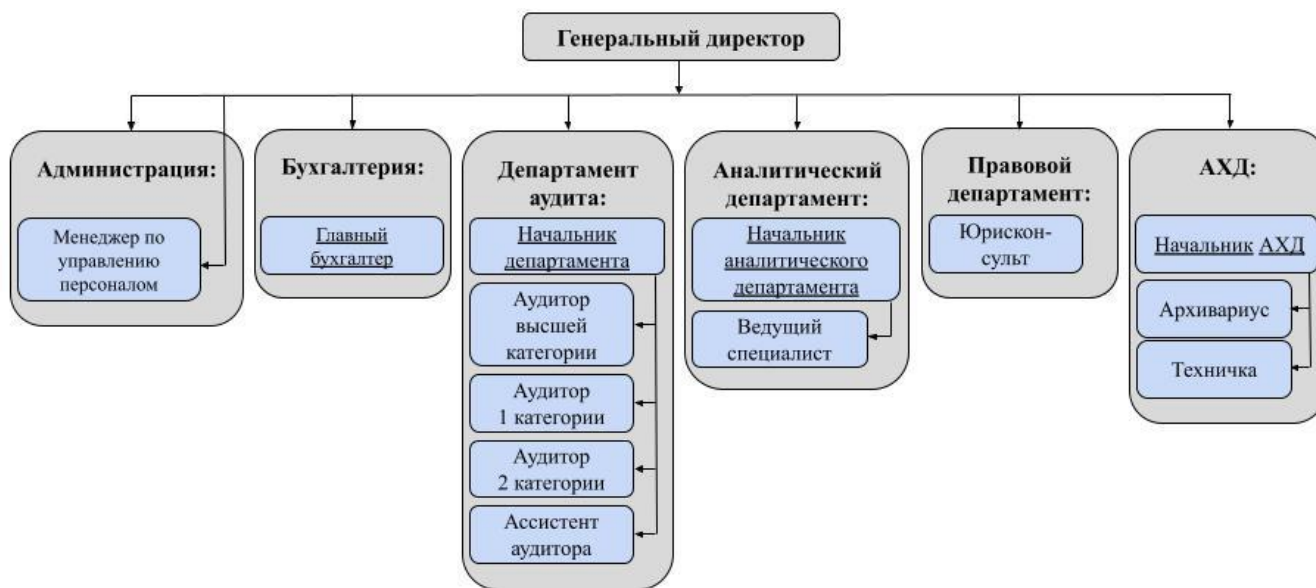 Генеральный директор
Администрация:
Менеджер по
управлению
персоналом
Бухгалтерия:
Главный
бухгалтер
Департамент
аудита:
Начальник
департамента
Аудитор
высшей
категории
Аудитор
1 категории
Аудитор
2 категории
Ассистент
аудитора
Аналитический
департамент:
Начальник
аналитического
департамента
Ведущий
специалист
Правовой
департамент:
Юрискон-
сульт
АХД:
Начальник АХД
Архивариус
Техничка